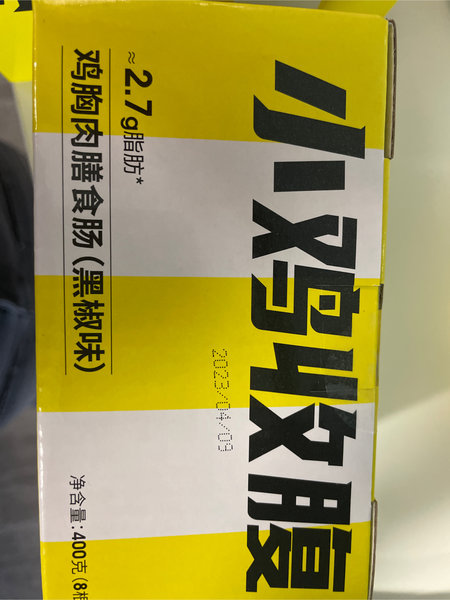 小鸡收腹
2023/04/09
≈2.7g脂肪*
鸡胸肉膳食肠(黑椒味)
净含量:400克(8根